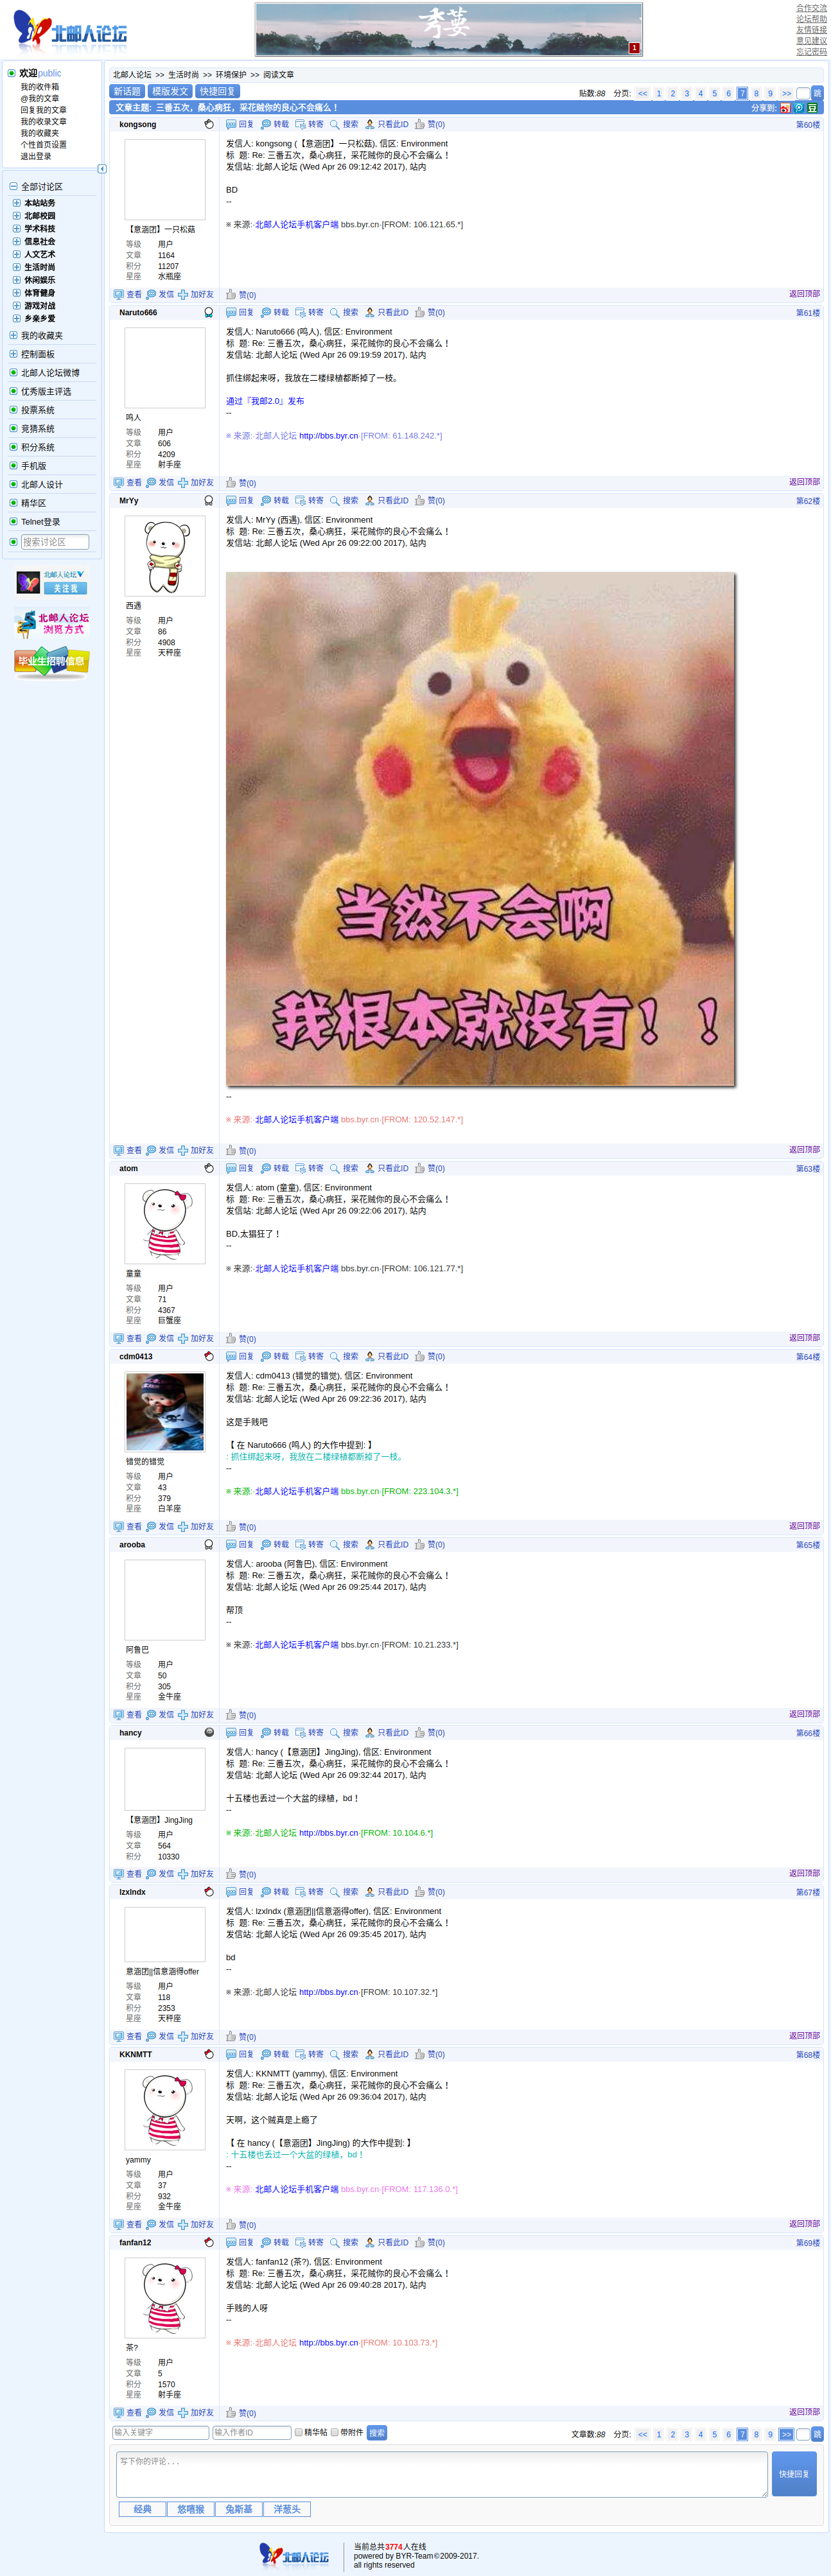 北邮人论坛
1
合作交流
论坛帮助
友情链接
意见建议
忘记密码
欢迎public
我的收件箱
@我的文章
回复我的文章
我的收录文章
我的收藏夹
个性首页设置
退出登录
全部讨论区
本站站务
北邮校园
学术科技
信息社会
人文艺术
生活时尚
休闲娱乐
体育健身
游戏对战
乡亲乡爱
我的收藏夹
控制面板
北邮人论坛微博
优秀版主评选
投票系统
竞猜系统
积分系统
手机版
北邮人设计
精华区
Telnet登录
搜索讨论区
北邮人论坛
关注我
北邮人论坛
浏览方式
毕业生招聘信息
北邮人论坛 >> 生活时尚 >> 环境保护 >> 阅读文章
新话题 模版发文 快捷回复
贴数:88 分页: << 1 2 3 4 5 6 7 8 9 >> 跳
文章主题: 三番五次，桑心病狂，采花贼你的良心不会痛么 !
分享到:
kongsong
回复 转载 转寄 搜索 只看此ID 赞(0) 第60楼
【意涵团】一只松菇
等级 用户
文章 1164
积分 11207
星座 水瓶座
发信人: kongsong (【意涵团】一只松菇), 信区: Environment
标 题: Re: 三番五次，桑心病狂，采花贼你的良心不会痛么 !
发信站: 北邮人论坛 (Wed Apr 26 09:12:42 2017), 站内
BD
--
※ 来源:·北邮人论坛手机客户端 bbs.byr.cn·[FROM: 106.121.65.*]
查看 发信 加好友 赞(0) 返回顶部
Naruto666
回复 转载 转寄 搜索 只看此ID 赞(0) 第61楼
鸣人
等级 用户
文章 606
积分 4209
星座 射手座
发信人: Naruto666 (鸣人), 信区: Environment
标 题: Re: 三番五次，桑心病狂，采花贼你的良心不会痛么 !
发信站: 北邮人论坛 (Wed Apr 26 09:19:59 2017), 站内
抓住绑起来呀，我放在二楼绿植都断掉了一枝。
通过『我邮2.0』发布
--
※ 来源:·北邮人论坛 http://bbs.byr.cn·[FROM: 61.148.242.*]
查看 发信 加好友 赞(0) 返回顶部
MrYy
回复 转载 转寄 搜索 只看此ID 赞(0) 第62楼
西遇
等级 用户
文章 86
积分 4908
星座 天秤座
发信人: MrYy (西遇), 信区: Environment
标 题: Re: 三番五次，桑心病狂，采花贼你的良心不会痛么 !
发信站: 北邮人论坛 (Wed Apr 26 09:22:00 2017), 站内
当然不会啊
我根本就没有！！
--
※ 来源:·北邮人论坛手机客户端 bbs.byr.cn·[FROM: 120.52.147.*]
查看 发信 加好友 赞(0) 返回顶部
atom
回复 转载 转寄 搜索 只看此ID 赞(0) 第63楼
童童
等级 用户
文章 71
积分 4367
星座 巨蟹座
发信人: atom (童童), 信区: Environment
标 题: Re: 三番五次，桑心病狂，采花贼你的良心不会痛么 !
发信站: 北邮人论坛 (Wed Apr 26 09:22:06 2017), 站内
BD,太猖狂了 !
--
※ 来源:·北邮人论坛手机客户端 bbs.byr.cn·[FROM: 106.121.77.*]
查看 发信 加好友 赞(0) 返回顶部
cdm0413
回复 转载 转寄 搜索 只看此ID 赞(0) 第64楼
错觉的错觉
等级 用户
文章 43
积分 379
星座 白羊座
发信人: cdm0413 (错觉的错觉), 信区: Environment
标 题: Re: 三番五次，桑心病狂，采花贼你的良心不会痛么 !
发信站: 北邮人论坛 (Wed Apr 26 09:22:36 2017), 站内
这是手贱吧
【 在 Naruto666 (鸣人) 的大作中提到: 】
: 抓住绑起来呀，我放在二楼绿植都断掉了一枝。
--
※ 来源:·北邮人论坛手机客户端 bbs.byr.cn·[FROM: 223.104.3.*]
查看 发信 加好友 赞(0) 返回顶部
arooba
回复 转载 转寄 搜索 只看此ID 赞(0) 第65楼
阿鲁巴
等级 用户
文章 50
积分 305
星座 金牛座
发信人: arooba (阿鲁巴), 信区: Environment
标 题: Re: 三番五次，桑心病狂，采花贼你的良心不会痛么 !
发信站: 北邮人论坛 (Wed Apr 26 09:25:44 2017), 站内
帮顶
--
※ 来源:·北邮人论坛手机客户端 bbs.byr.cn·[FROM: 10.21.233.*]
查看 发信 加好友 赞(0) 返回顶部
hancy
回复 转载 转寄 搜索 只看此ID 赞(0) 第66楼
【意涵团】JingJing
等级 用户
文章 564
积分 10330
发信人: hancy (【意涵团】JingJing), 信区: Environment
标 题: Re: 三番五次，桑心病狂，采花贼你的良心不会痛么 !
发信站: 北邮人论坛 (Wed Apr 26 09:32:44 2017), 站内
十五楼也丢过一个大盆的绿植，bd !
--
※ 来源:·北邮人论坛 http://bbs.byr.cn·[FROM: 10.104.6.*]
查看 发信 加好友 赞(0) 返回顶部
lzxlndx
回复 转载 转寄 搜索 只看此ID 赞(0) 第67楼
意涵团||信意涵得offer
等级 用户
文章 118
积分 2353
星座 天秤座
发信人: lzxlndx (意涵团||信意涵得offer), 信区: Environment
标 题: Re: 三番五次，桑心病狂，采花贼你的良心不会痛么 !
发信站: 北邮人论坛 (Wed Apr 26 09:35:45 2017), 站内
bd
--
※ 来源:·北邮人论坛 http://bbs.byr.cn·[FROM: 10.107.32.*]
查看 发信 加好友 赞(0) 返回顶部
KKNMTT
回复 转载 转寄 搜索 只看此ID 赞(0) 第68楼
yammy
等级 用户
文章 37
积分 932
星座 金牛座
发信人: KKNMTT (yammy), 信区: Environment
标 题: Re: 三番五次，桑心病狂，采花贼你的良心不会痛么 !
发信站: 北邮人论坛 (Wed Apr 26 09:36:04 2017), 站内
天啊，这个贼真是上瘾了
【 在 hancy (【意涵团】JingJing) 的大作中提到: 】
: 十五楼也丢过一个大盆的绿植，bd !
--
※ 来源:·北邮人论坛手机客户端 bbs.byr.cn·[FROM: 117.136.0.*]
查看 发信 加好友 赞(0) 返回顶部
fanfan12
回复 转载 转寄 搜索 只看此ID 赞(0) 第69楼
茶?
等级 用户
文章 5
积分 1570
星座 射手座
发信人: fanfan12 (茶?), 信区: Environment
标 题: Re: 三番五次，桑心病狂，采花贼你的良心不会痛么 !
发信站: 北邮人论坛 (Wed Apr 26 09:40:28 2017), 站内
手贱的人呀
--
※ 来源:·北邮人论坛 http://bbs.byr.cn·[FROM: 10.103.73.*]
查看 发信 加好友 赞(0) 返回顶部
输入关键字 输入作者ID 精华帖 带附件 搜索
文章数:88 分页: << 1 2 3 4 5 6 7 8 9 >> 跳
写下你的评论...
快捷回复
经典 悠嘻猴 兔斯基 洋葱头
北邮人论坛
当前总共3774人在线
powered by BYR-Team©2009-2017.
all rights reserved